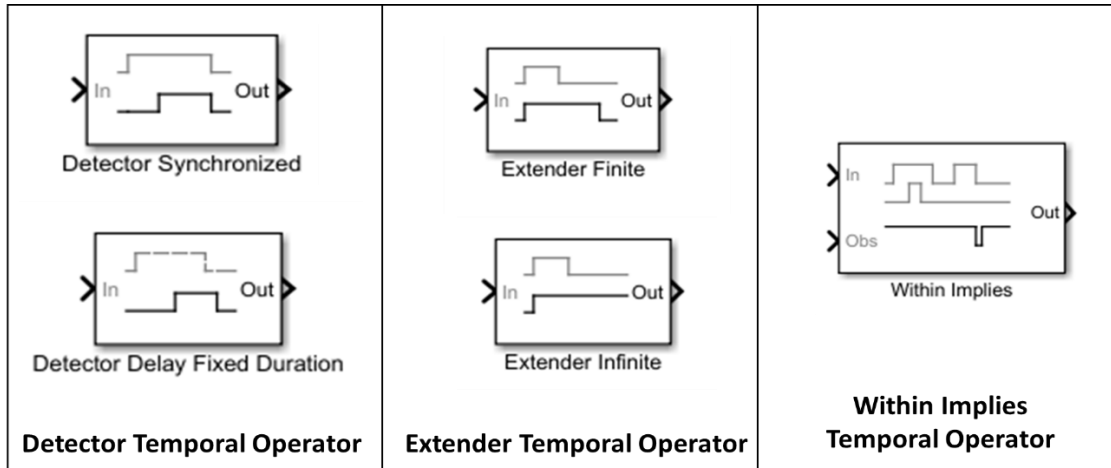 In
Out
Detector Synchronized
In
Out
Detector Delay Fixed Duration
Detector Temporal Operator
In
Out
Extender Finite
In
Out
Extender Infinite
Extender Temporal Operator
In
Out
Obs
Within Implies
Within Implies
Temporal Operator